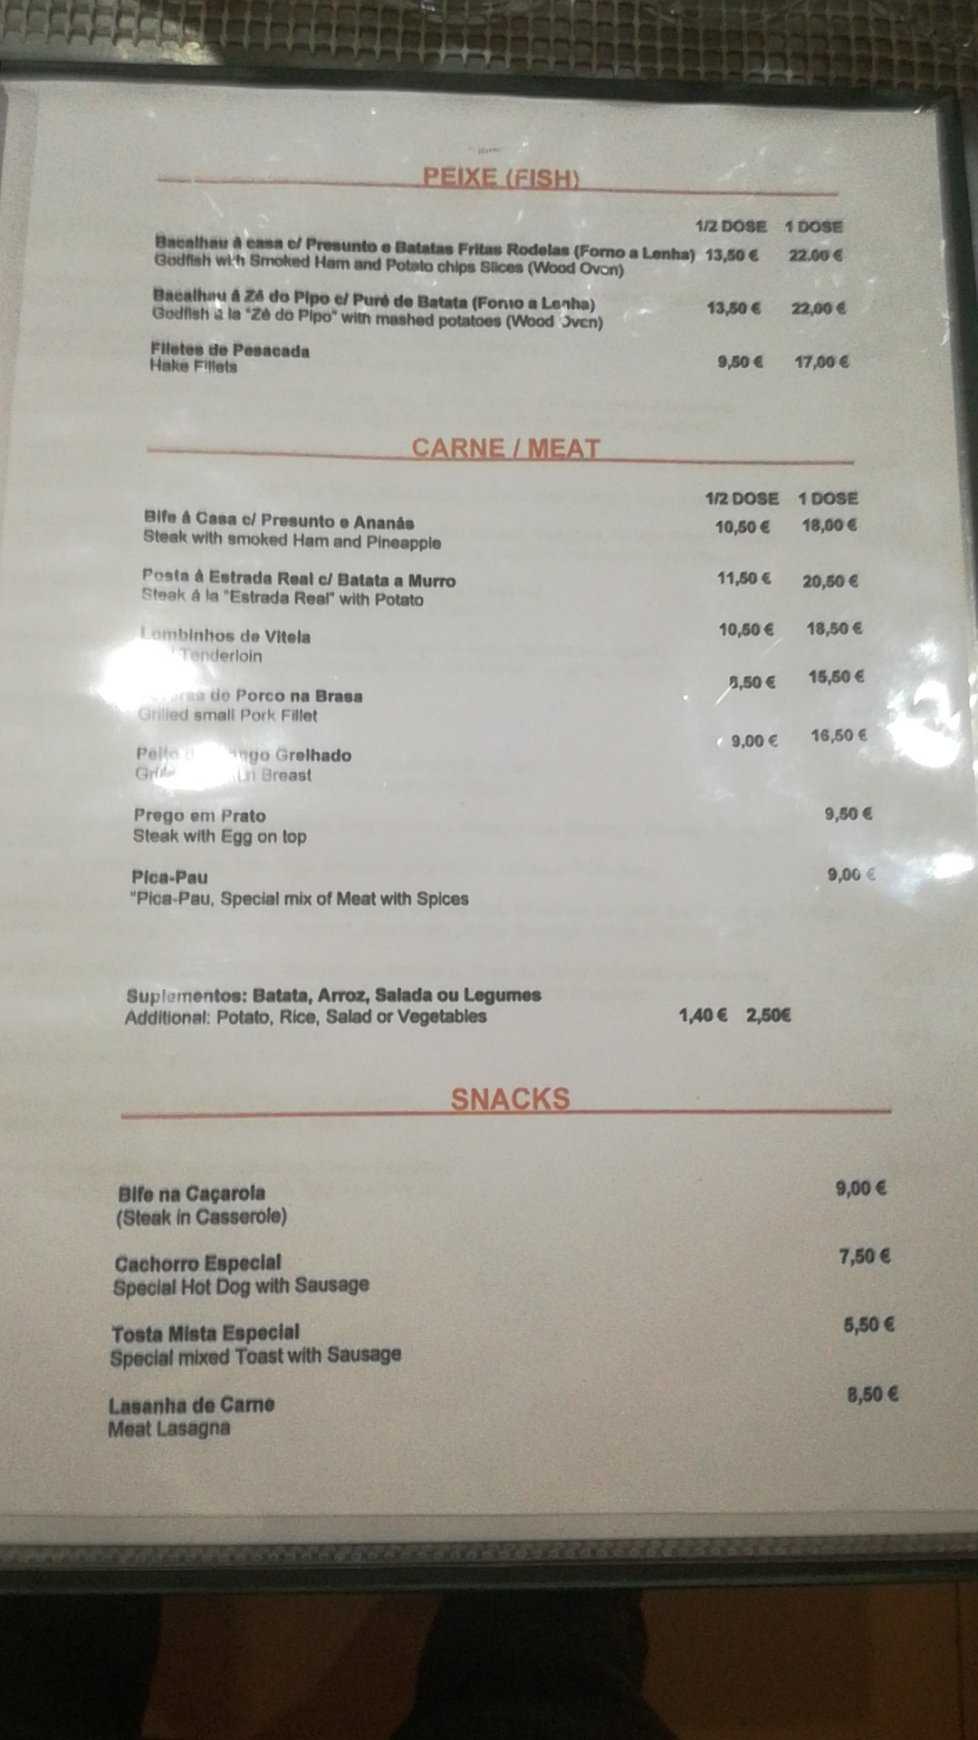 PEIXE (FISH)
1/2 DOSE 1 DOSE
Bacalhau á casa c/ Presunto e Batatas Fritas Rodelas (Forno a Lenha) 13,50 € 22,00 €
Codfish with Smoked Ham and Potato chips Slices (Wood Oven)
Bacalhau á Zé do Pipo c/ Puré de Batata (Forno a Lenha) 13,50 € 22,00 €
Codfish á la "Zé do Pipo" with mashed potatoes (Wood Oven)
Filetes de Pesacada 9,50 € 17,00 €
Hake Fillets
CARNE / MEAT
1/2 DOSE 1 DOSE
Bife á Casa c/ Presunto e Ananás 10,50 € 18,00 €
Steak with smoked Ham and Pineapple
Posta á Estrada Real c/ Batata a Murro 11,50 € 20,50 €
Steak á la "Estrada Real" with Potato
Lombinhos de Vitela 10,50 € 18,50 €
Tenderloin
de Porco na Brasa 8,50 € 15,50 €
Grilled small Pork Fillet
Grelhado 9,00 € 16,50 €
Breast
Prego em Prato 9,50 €
Steak with Egg on top
Pica-Pau 9,00 €
"Pica-Pau, Special mix of Meat with Spices
Suplementos: Batata, Arroz, Salada ou Legumes
Additional: Potato, Rice, Salad or Vegetables 1,40 € 2,50€
SNACKS
Bife na Caçarola 9,00 €
(Steak in Casserole)
Cachorro Especial 7,50 €
Special Hot Dog with Sausage
Tosta Mista Especial 5,50 €
Special mixed Toast with Sausage
Lasanha de Carne 8,50 €
Meat Lasagna